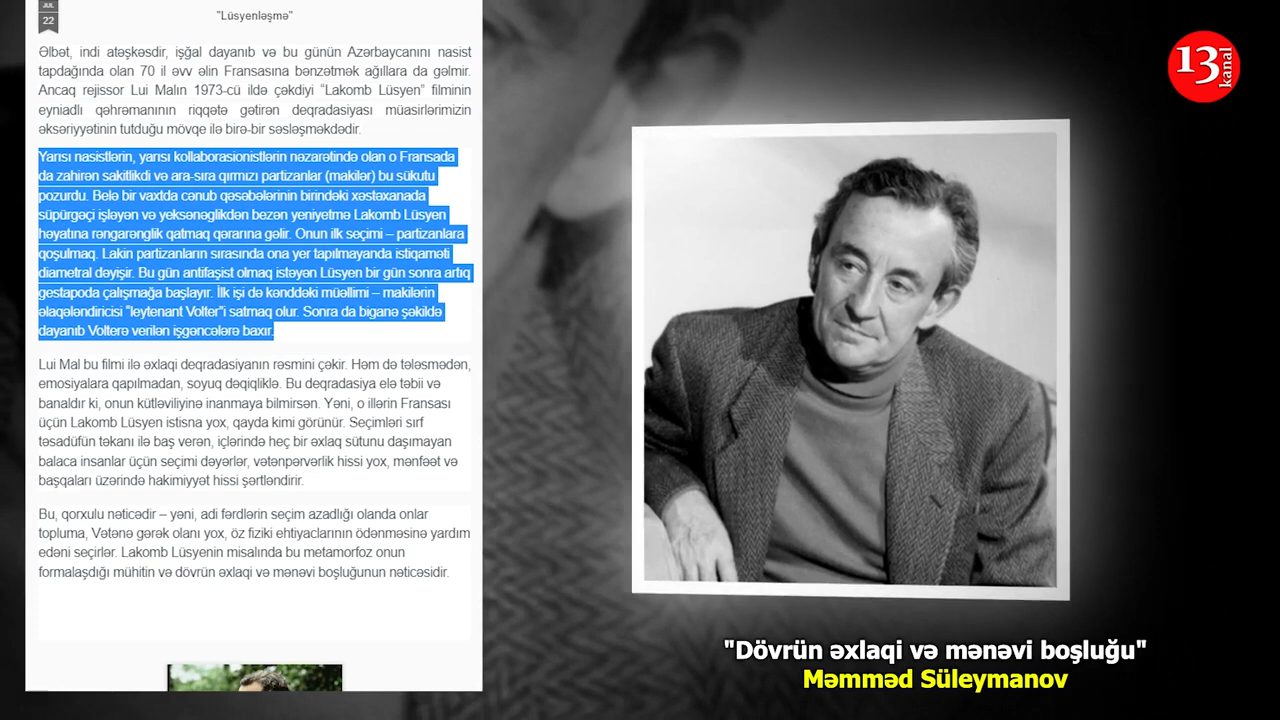 JUL
22
"Lüsyenləşmə"
Əlbət, indi atəşkəsdir, işğal dayanıb və bu günün Azərbaycanını nasist
tapdağında olan 70 il əvv əlin Fransasına bənzətmək ağıllara da gəlmir.
Ancaq rejissor Lui Malın 1973-cü ildə çəkdiyi “Lakomb Lüsyen” filminin
eyniadlı qəhrəmanının riqqətə gətirən deqradasiyası müasirlərimizin
əksəriyyətinin tutduğu mövqe ilə birə-bir səsləşməkdədir.
Yarısı nasistlərin, yarısı kollaborasionistlərin nəzarətində olan o Fransada
da zahirən sakitlikdi və ara-sıra qırmızı partizanlar (makilər) bu sükutu
pozurdu. Belə bir vaxtda cənub qəsəbələrinin birindəki xəstəxanada
süpürgəçi işləyən və yeksənəqlikdən bezən yeniyetmə Lakomb Lüsyen
həyatına rəngarənglik qatmaq qərarına gəlir. Onun ilk seçimi – partizanlara
qoşulmaq. Lakin partizanların sırasında ona yer tapılmayanda istiqaməti
diametral dəyişir. Bu gün antifaşist olmaq istəyən Lüsyen bir gün sonra artıq
gestapoda çalışmağa başlayır. İlk işi də kənddəki müəllimi – makilərin
əlaqələndiricisi “leytenant Volter”i satmaq olur. Sonra da biganə şəkildə
dayanıb Volterə verilən işgəncələrə baxır.
Lui Mal bu filmi ilə əxlaqi deqradasiyanın rəsmini çəkir. Həm də tələsmədən,
emosiyalara qapılmadan, soyuq dəqiqliklə. Bu deqradasiya elə təbii və
banaldır ki, onun kütləviliyinə inanmaya bilmirsən. Yəni, o illərin Fransası
üçün Lakomb Lüsyen istisna yox, qayda kimi görünür. Seçimləri sırf
təsadüfün təkanı ilə baş verən, içlərində heç bir əxlaq sütunu daşımayan
balaca insanlar üçün seçimi dəyərlər, vətənpərvərlik hissi yox, mənfəət və
başqaları üzərində hakimiyyət hissi şərtləndirir.
Bu, qorxulu nəticədir – yəni, adi fərdlərin seçim azadlığı olanda onlar
topluma, Vətənə gərək olanı yox, öz fiziki ehtiyaclarının ödənməsinə yardım
edəni seçirlər. Lakomb Lüsyenin misalında bu metamorfoz onun
formalaşdığı mühitin və dövrün əxlaqi və mənəvi boşluğunun nəticəsidir.
13
kanal
"Dövrün əxlaqi və mənəvi boşluğu"
Məmməd Süleymanov